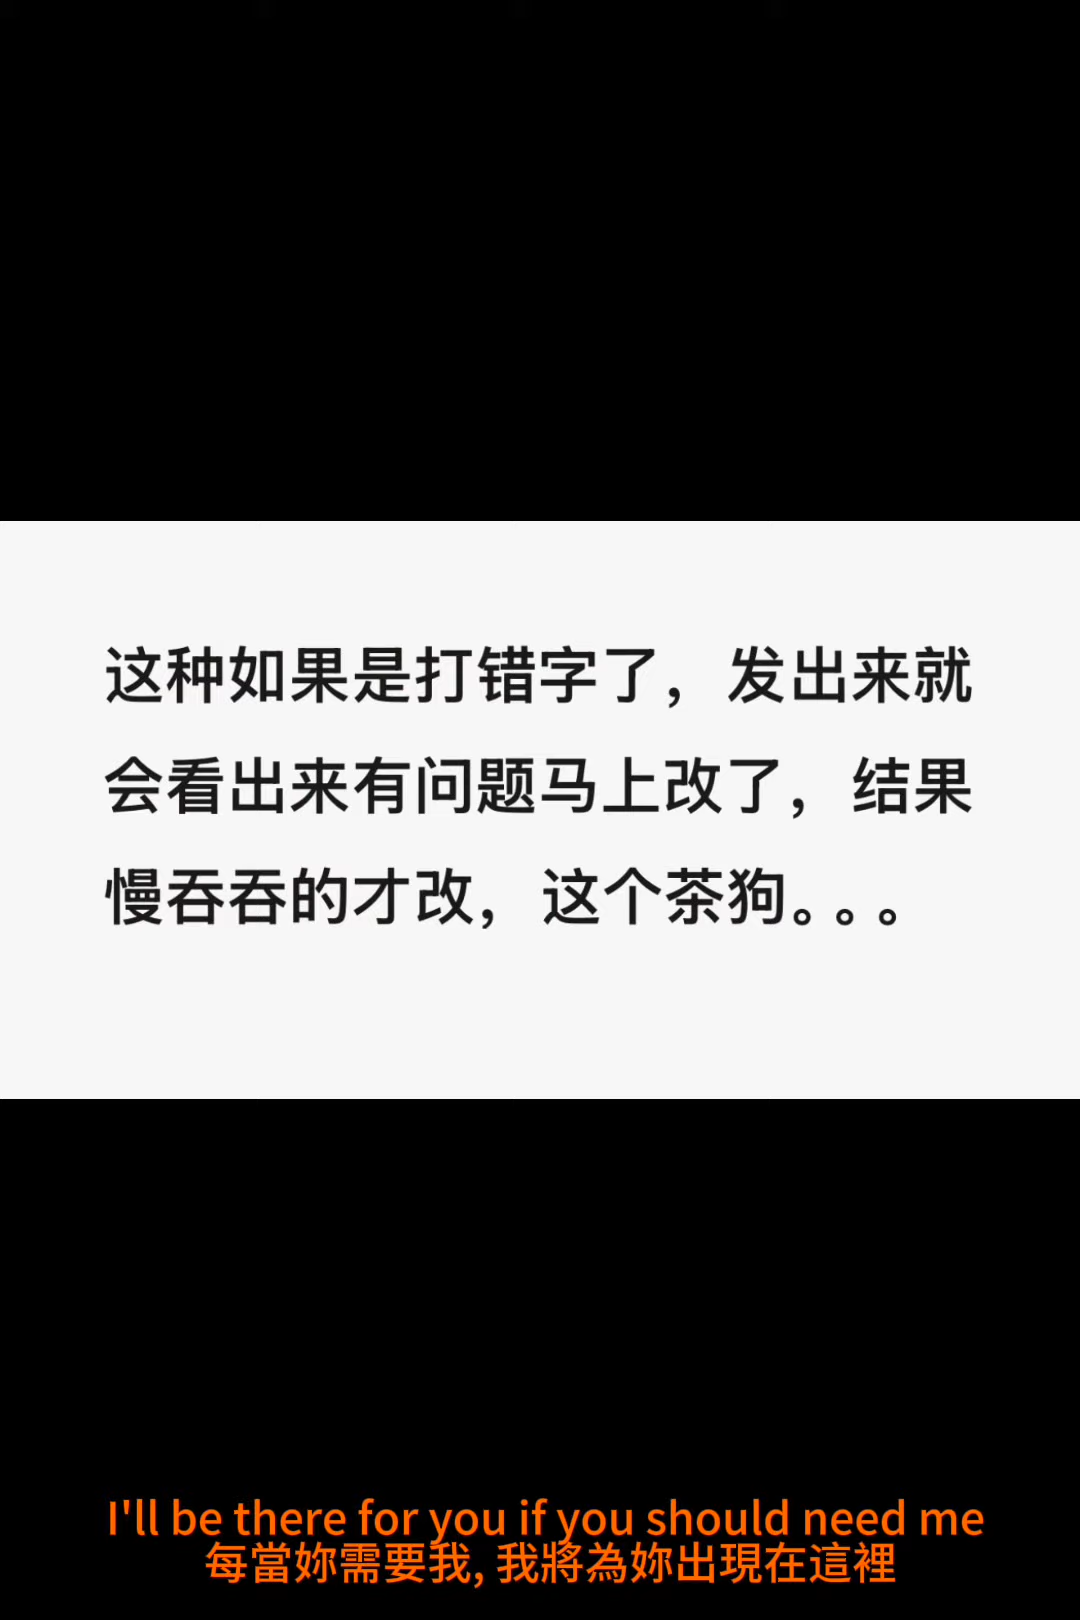 这种如果是打错字了，发出来就
会看出来有问题马上改了，结果
慢吞吞的才改，这个茶狗。。。
I'll be there for you if you should need me
每當妳需要我, 我將為妳出現在這裡